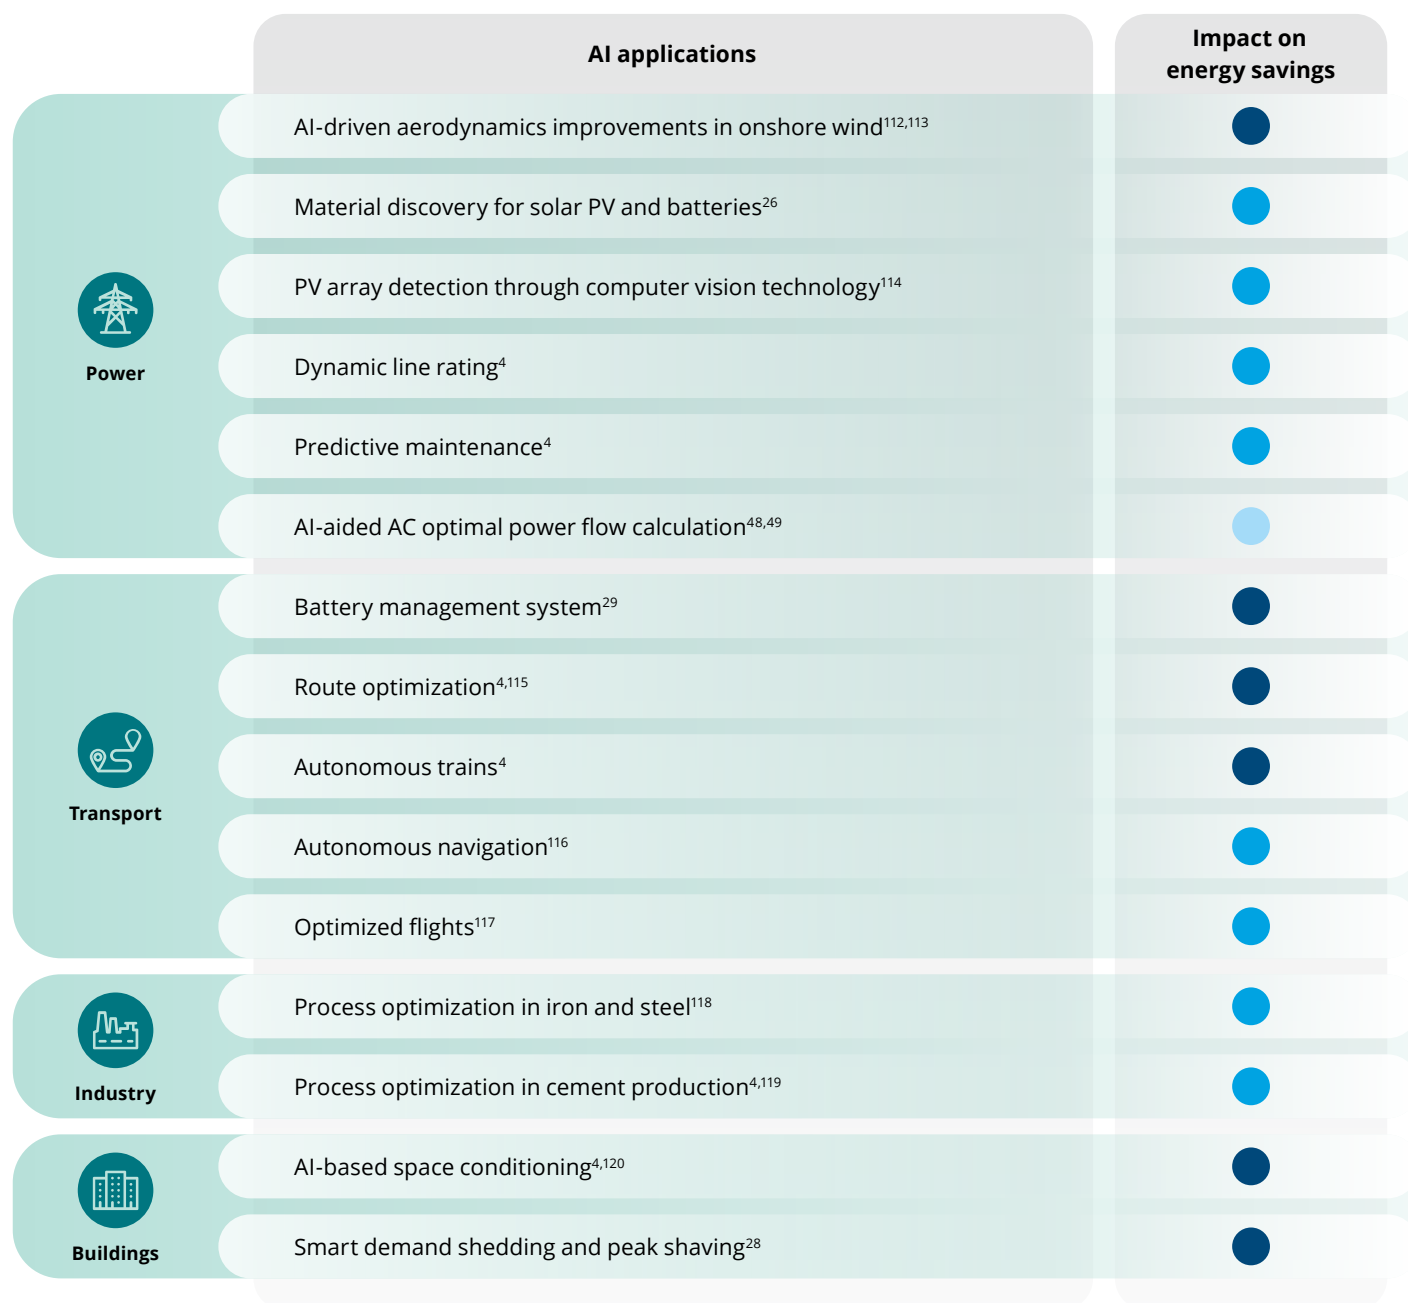 AI applications
Impact on
energy savings
Power
AI-driven aerodynamics improvements in onshore wind112,113
Material discovery for solar PV and batteries26
PV array detection through computer vision technology114
Dynamic line rating4
Predictive maintenance4
AI-aided AC optimal power flow calculation48,49
Transport
Battery management system29
Route optimization4,115
Autonomous trains4
Autonomous navigation116
Optimized flights117
Industry
Process optimization in iron and steel118
Process optimization in cement production4,119
Buildings
AI-based space conditioning4,120
Smart demand shedding and peak shaving28